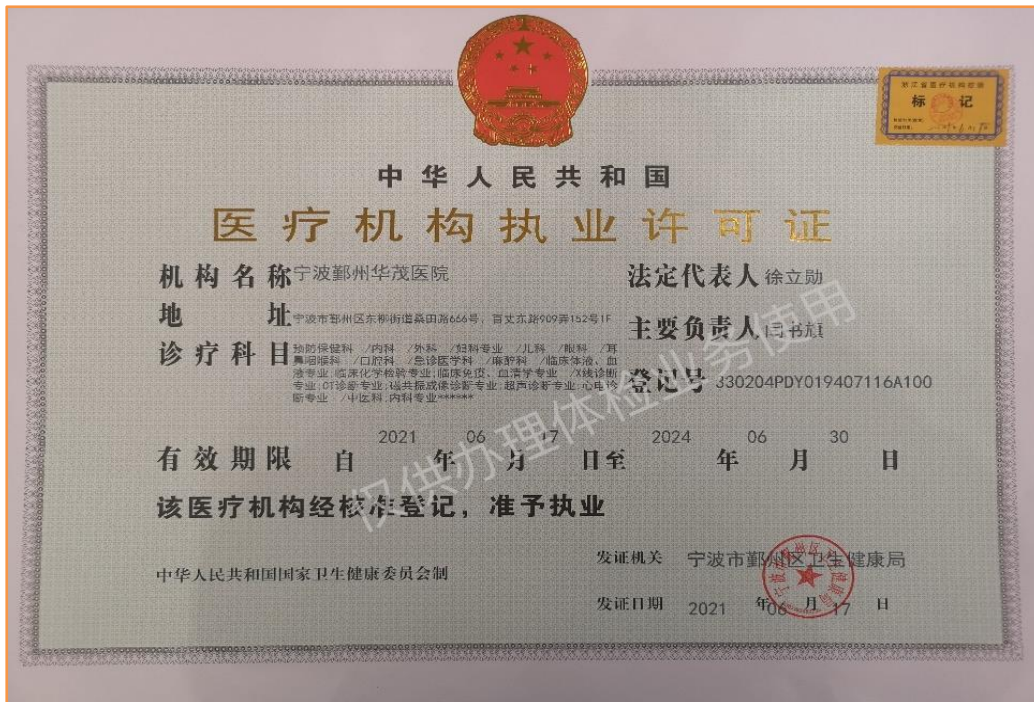 浙江省医疗机构校验
标记
中华人民共和国
医疗机构执业许可证
机构名称 宁波鄞州华茂医院
法定代表人 徐立勋
地址 宁波市鄞州区东柳街道桑田路666号,百丈东路909弄152号1F
主要负责人 闫书旗
诊疗科目 预防保健科 /内科 /外科 /妇科专业 /儿科 /眼科 /耳
鼻咽喉科 /口腔科 /急诊医学科 /麻醉科 /临床体液、血
液专业;临床化学检验专业;临床免疫、血清学专业 /X线诊断
专业;CT诊断专业;磁共振成像诊断专业;超声诊断专业;心电诊
断专业 /中医科;内科专业******
登记号 330204PDY019407116A100
有效期限 自 2021 年 06 月 17 日至 2024 年 06 月 30 日
该医疗机构经核准登记,准予执业
发证机关 宁波市鄞州区卫生健康局
中华人民共和国国家卫生健康委员会制
发证日期 2021 年 06 月 17 日
仅供办理体检业务使用